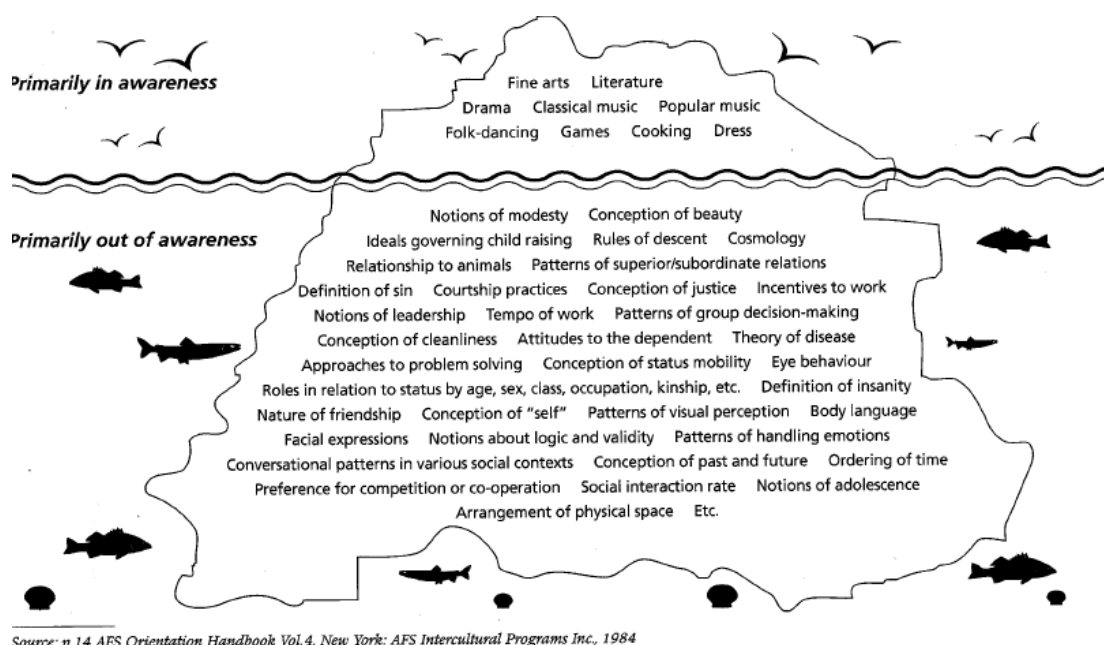 Primarily in awareness
Fine arts Literature
Drama Classical music Popular music
Folk-dancing Games Cooking Dress
Primarily out of awareness
Notions of modesty Conception of beauty
Ideals governing child raising Rules of descent Cosmology
Relationship to animals Patterns of superior/subordinate relations
Definition of sin Courtship practices Conception of justice Incentives to work
Notions of leadership Tempo of work Patterns of group decision-making
Conception of cleanliness Attitudes to the dependent Theory of disease
Approaches to problem solving Conception of status mobility Eye behaviour
Roles in relation to status by age, sex, class, occupation, kinship, etc. Definition of insanity
Nature of friendship Conception of “self” Patterns of visual perception Body language
Facial expressions Notions about logic and validity Patterns of handling emotions
Conversational patterns in various social contexts Conception of past and future Ordering of time
Preference for competition or co-operation Social interaction rate Notions of adolescence
Arrangement of physical space Etc.
Source: p.14 AFS Orientation Handbook Vol.4, New York: AFS Intercultural Programs Inc., 1984